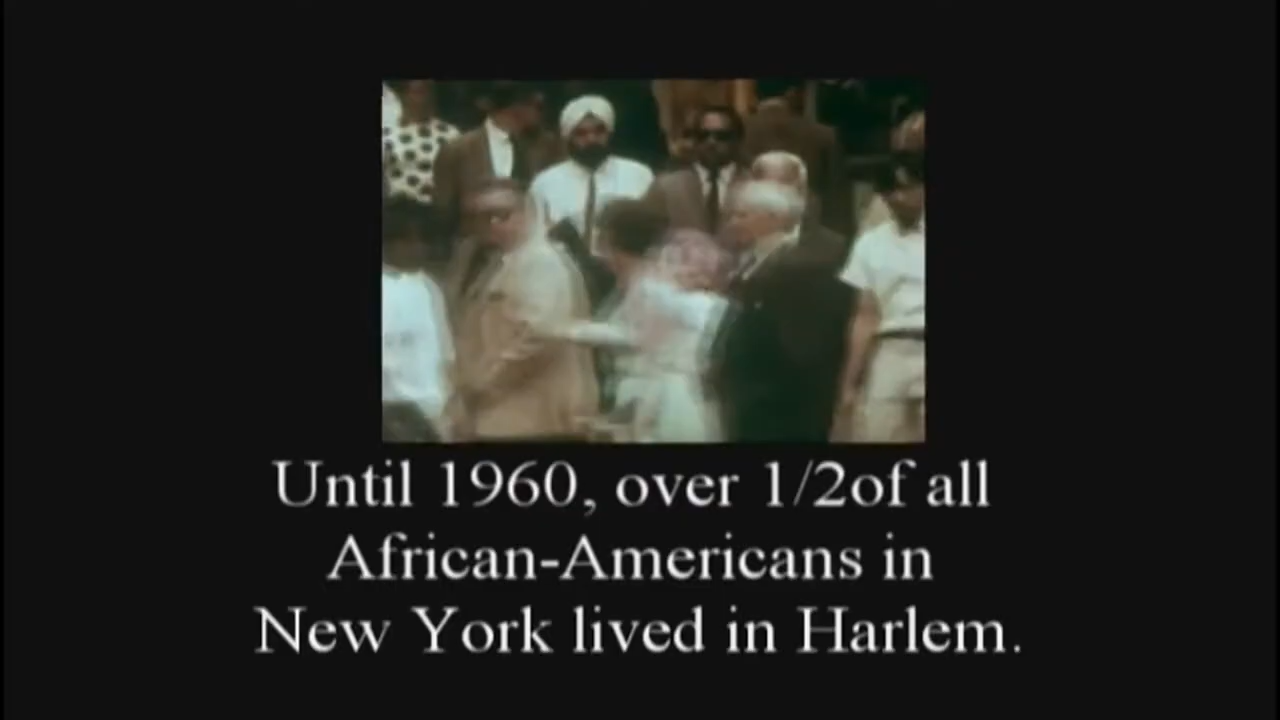 Until 1960, over 1/2of all
African-Americans in
New York lived in Harlem.